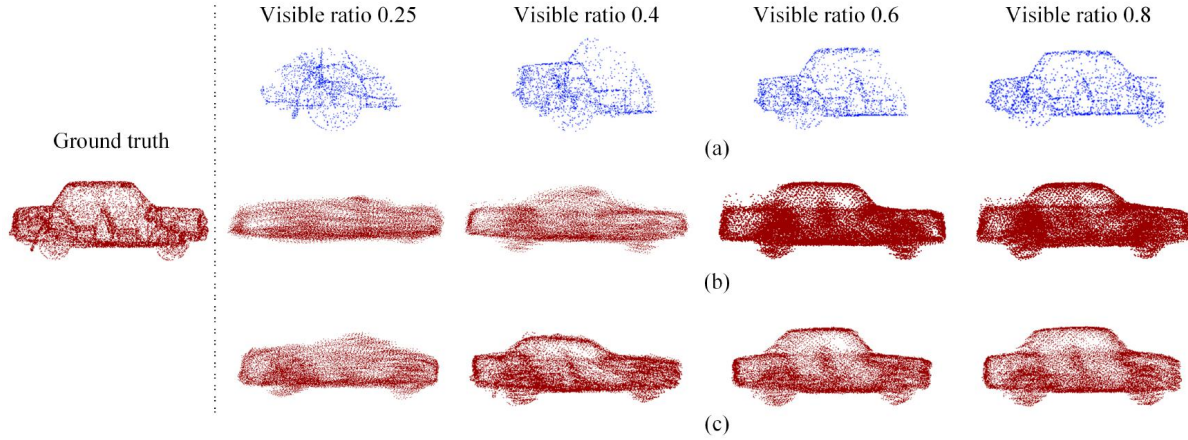 Visible ratio 0.25 Visible ratio 0.4 Visible ratio 0.6 Visible ratio 0.8
(a)
Ground truth
(b)
(c)